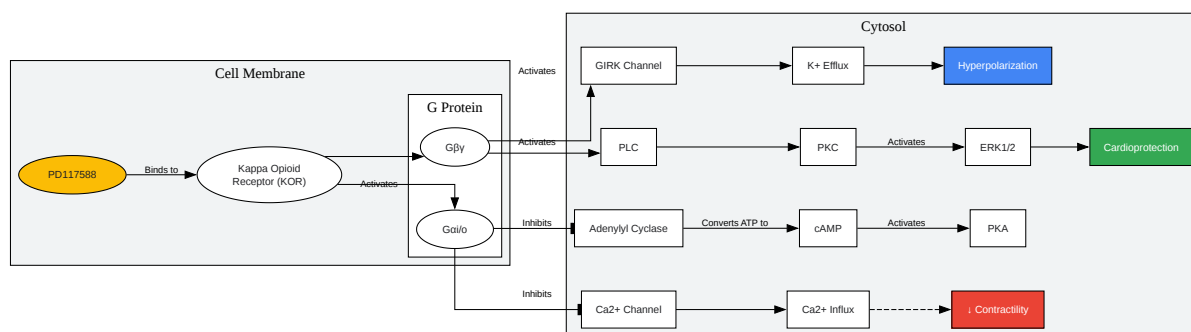 Cytosol
Cell Membrane
G Protein
PD117588
Binds to
Kappa Opioid
Receptor (KOR)
Activates
Gβγ
Gαi/o
Activates
GIRK Channel
K+ Efflux
Hyperpolarization
Activates
PLC
PKC
Activates
ERK1/2
Cardioprotection
Inhibits
Adenylyl Cyclase
Converts ATP to
cAMP
Activates
PKA
Inhibits
Ca2+ Channel
Ca2+ Influx
↓ Contractility